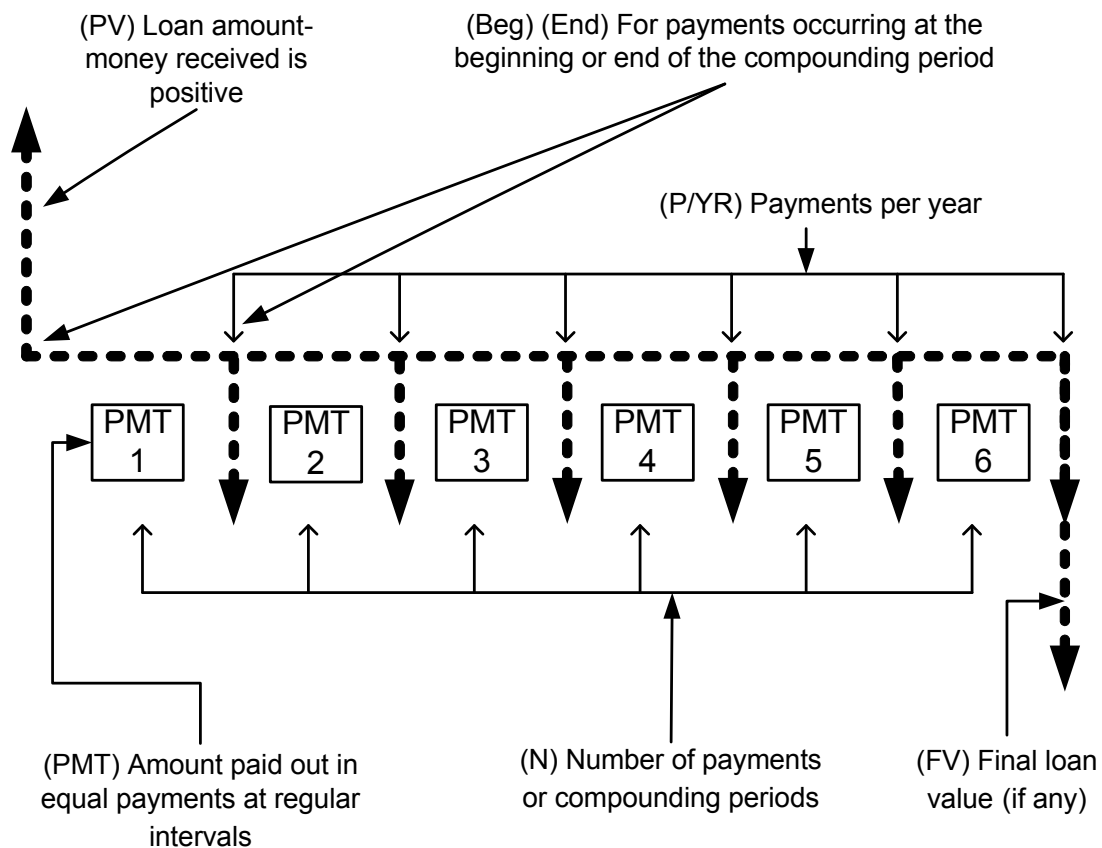 (PV) Loan amount-
money received is
positive
(Beg) (End) For payments occurring at the
beginning or end of the compounding period
(P/YR) Payments per year
PMT
1
PMT
2
PMT
3
PMT
4
PMT
5
PMT
6
(PMT) Amount paid out in
equal payments at regular
intervals
(N) Number of payments
or compounding periods
(FV) Final loan
value (if any)